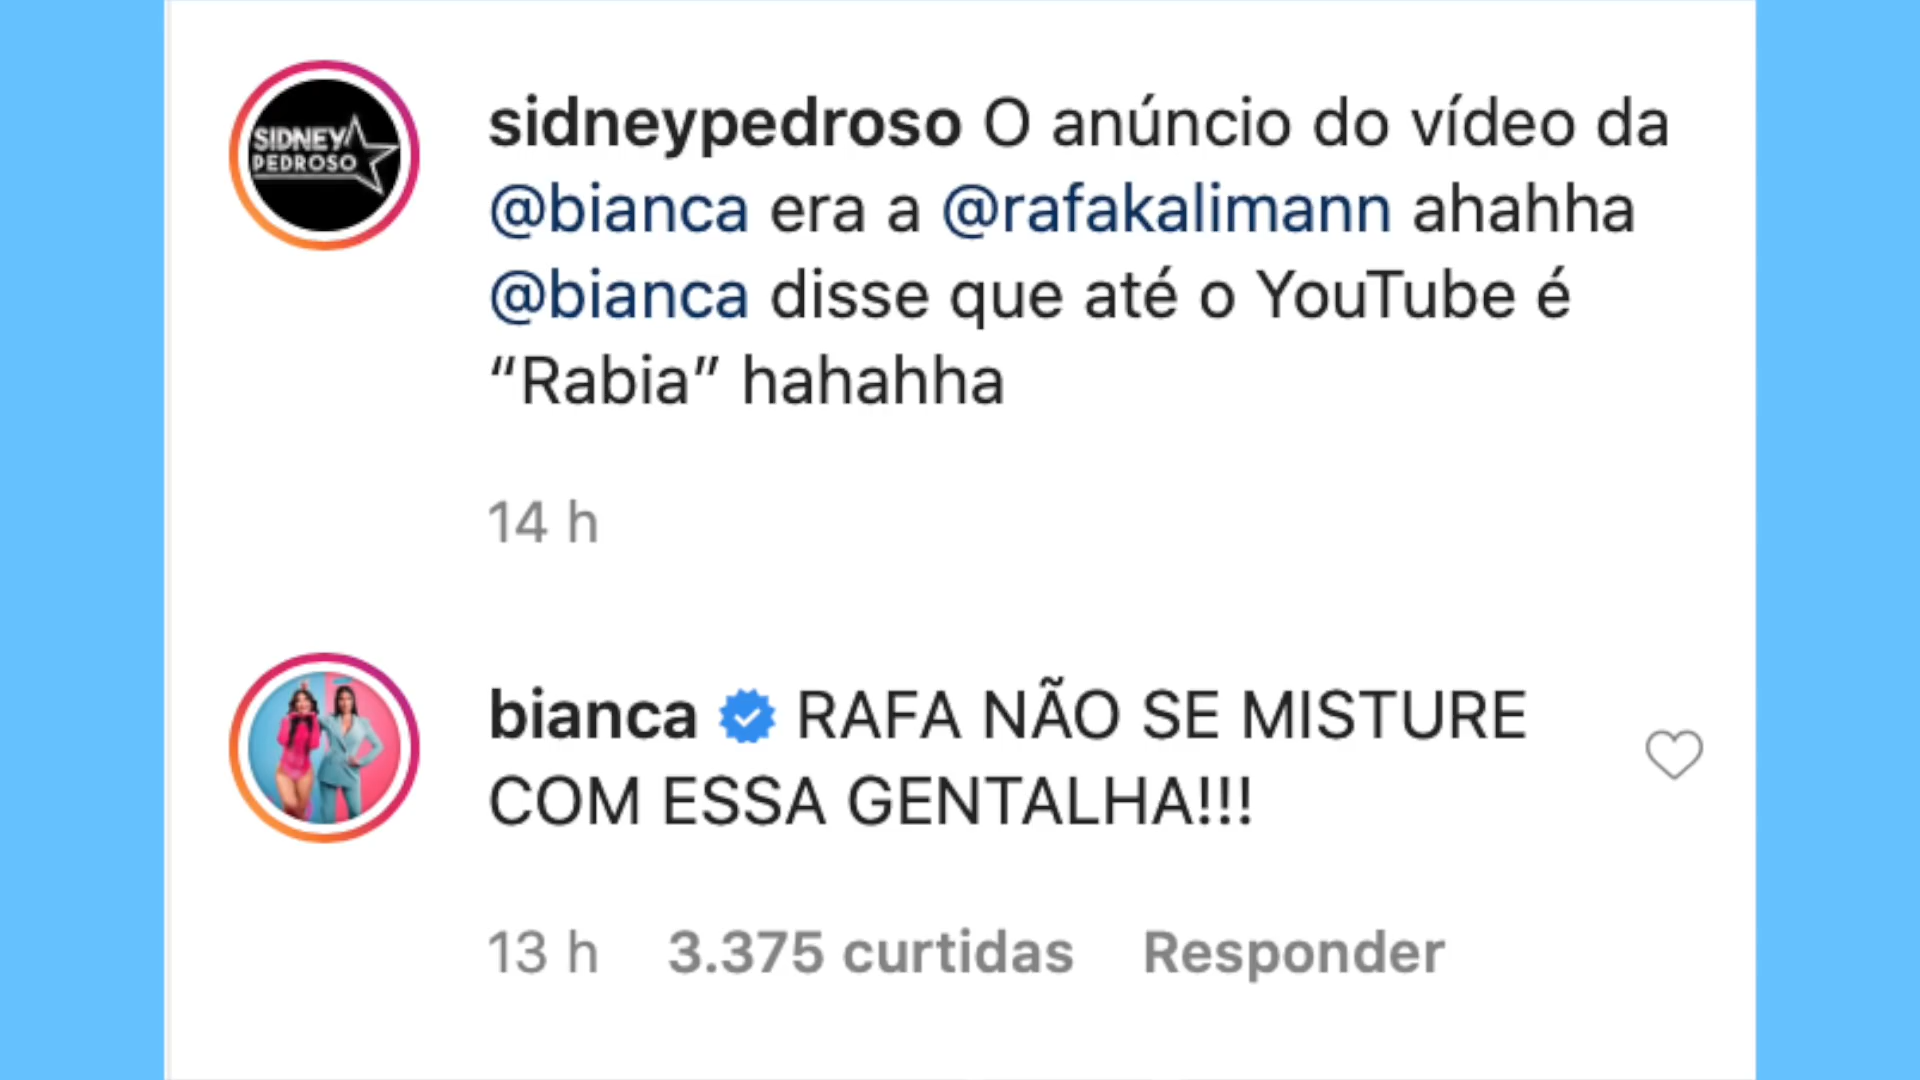 SIDNEY
PEDROSO
sidneypedroso O anúncio do vídeo da
@bianca era a @rafakalimann ahahha
@bianca disse que até o YouTube é
“Rabia” hahahha
14 h
bianca RAFA NÃO SE MISTURE
COM ESSA GENTALHA!!!
13 h 3.375 curtidas Responder